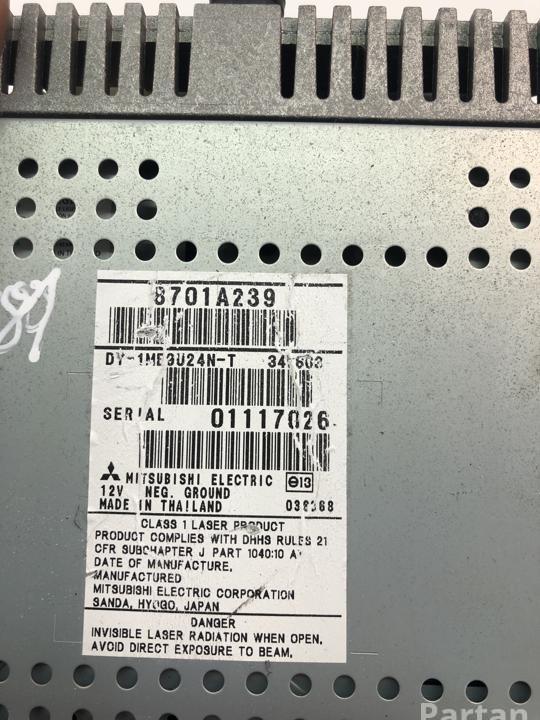 89
8701A239
SERIAL 01117026
MITSUBISHI ELECTRIC
12V NEG. GROUND
MADE IN THAILAND
CLASS 1 LASER PRODUCT
PRODUCT COMPLIES WITH DHHS RULES 21
CFR SUBCHAPTER J PART 1040:10 AT
DATE OF MANUFACTURE.
MANUFACTURED
MITSUBISHI ELECTRIC CORPORATION
SANDA, HYOGO, JAPAN
DANGER
INVISIBLE LASER RADIATION WHEN OPEN.
AVOID DIRECT EXPOSURE TO BEAM.
Partan